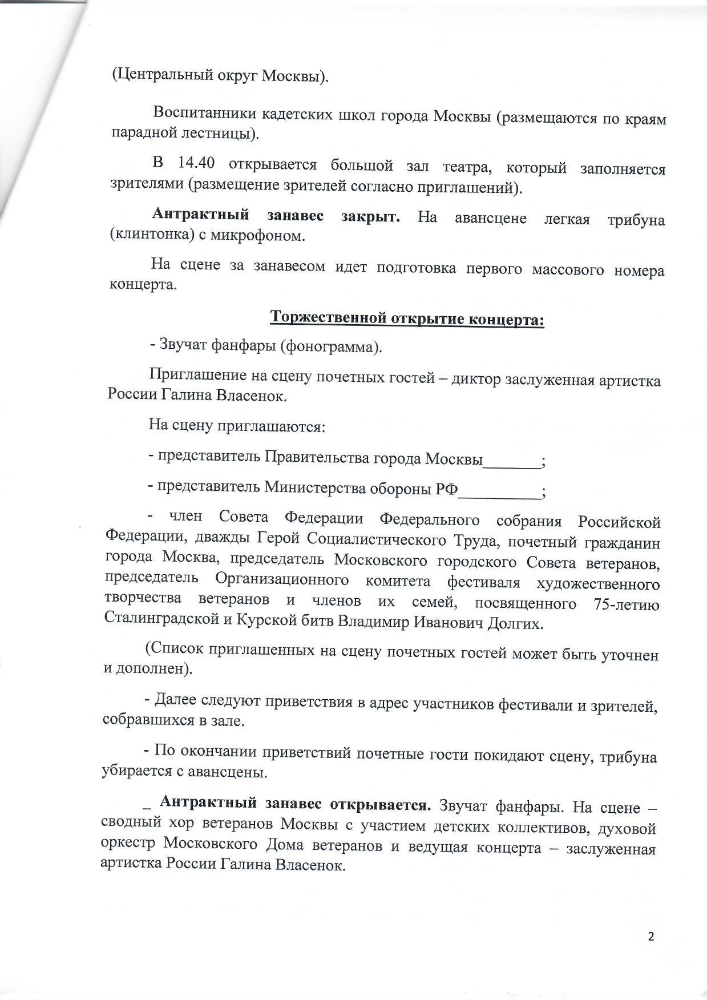 (Центральный округ Москвы).
Воспитанники кадетских школ города Москвы (размещаются по краям
парадной лестницы).
В 14.40 открывается большой зал театра, который заполняется
зрителями (размещение зрителей согласно приглашений).
Антрактный занавес закрыт. На авансцене легкая трибуна
(клинтонка) с микрофоном.
На сцене за занавесом идет подготовка первого массового номера
концерта.
Торжественной открытие концерта:
- Звучат фанфары (фонограмма).
Приглашение на сцену почетных гостей – диктор заслуженная артистка
России Галина Власенок.
На сцену приглашаются:
- представитель Правительства города Москвы_______;
- представитель Министерства обороны РФ__________;
- член Совета Федерации Федерального собрания Российской
Федерации, дважды Герой Социалистического Труда, почетный гражданин
города Москва, председатель Московского городского Совета ветеранов,
председатель Организационного комитета фестиваля художественного
творчества ветеранов и членов их семей, посвященного 75-летию
Сталинградской и Курской битв Владимир Иванович Долгих.
(Список приглашенных на сцену почетных гостей может быть уточнен
и дополнен).
- Далее следуют приветствия в адрес участников фестивали и зрителей,
собравшихся в зале.
- По окончании приветствий почетные гости покидают сцену, трибуна
убирается с авансцены.
_ Антрактный занавес открывается. Звучат фанфары. На сцене –
сводный хор ветеранов Москвы с участием детских коллективов, духовой
оркестр Московского Дома ветеранов и ведущая концерта – заслуженная
артистка России Галина Власенок.
2